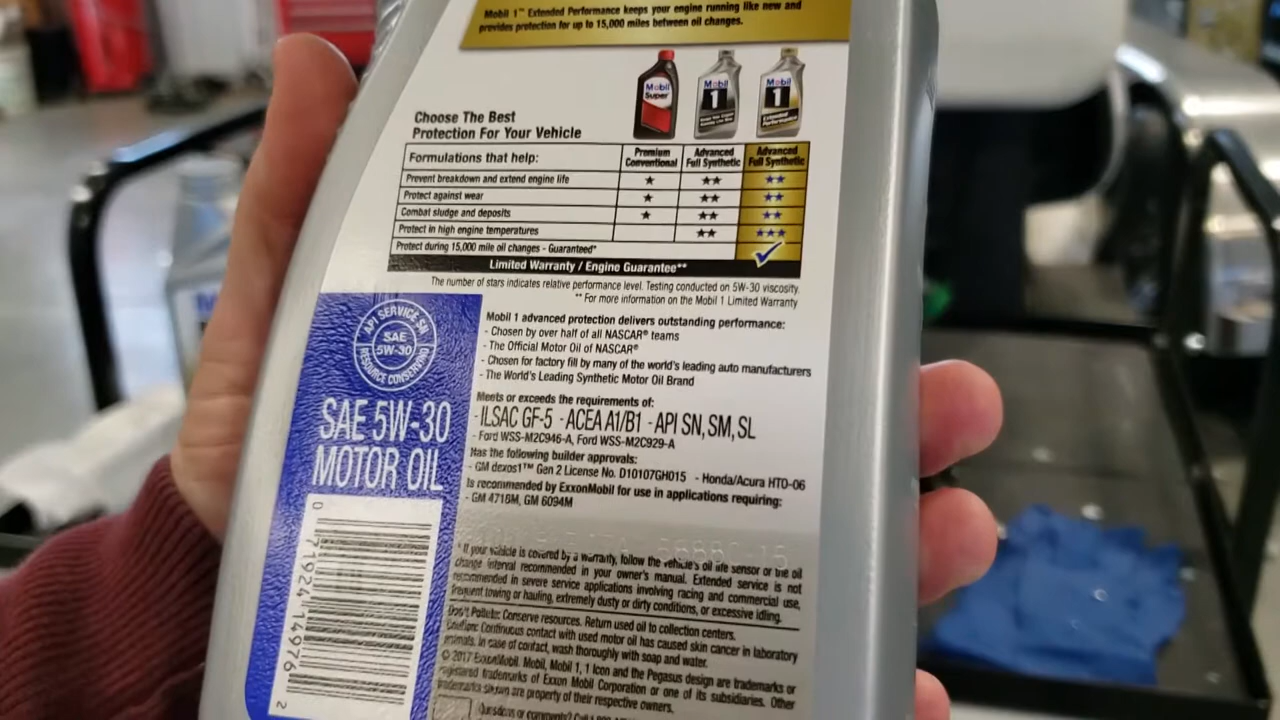 Mobil 1™ Extended Performance keeps your engine running like new and
provides protection for up to 15,000 miles between oil changes.
Mobil Super
Mobil 1
Mobil 1 Extended Performance
Choose The Best
Protection For Your Vehicle
Formulations that help: Premium Conventional Advanced Full Synthetic Advanced Full Synthetic
Prevent breakdown and extend engine life ★ ★★ ★★
Protect against wear ★ ★★ ★★
Combat sludge and deposits ★ ★★ ★★
Protect in high engine temperatures ★★ ★★★
Protect during 15,000 mile oil changes - Guaranteed* ✓
Limited Warranty / Engine Guarantee**
The number of stars indicates relative performance level. Testing conducted on 5W-30 viscosity.
** For more information on the Mobil 1 Limited Warranty
API SERVICE SN
SAE
5W-30
RESOURCE CONSERVING
SAE 5W-30
MOTOR OIL
0 71924 14976 2
Mobil 1 advanced protection delivers outstanding performance:
- Chosen by over half of all NASCAR® teams
- The Official Motor Oil of NASCAR®
- Chosen for factory fill by many of the world's leading auto manufacturers
- The World's Leading Synthetic Motor Oil Brand
Meets or exceeds the requirements of:
- ILSAC GF-5 - ACEA A1/B1 - API SN, SM, SL
- Ford WSS-M2C946-A, Ford WSS-M2C929-A
Has the following builder approvals:
- GM dexos1™ Gen 2 License No. D10107GH015 - Honda/Acura HTO-06
Is recommended by ExxonMobil for use in applications requiring:
- GM 4718M, GM 6094M
* If your vehicle is covered by a warranty, follow the vehicle's oil life sensor or the oil
change interval recommended in your owner's manual. Extended service is not
recommended in severe service applications involving racing and commercial use,
frequent towing or hauling, extremely dusty or dirty conditions, or excessive idling.
Don't Pollute: Conserve resources. Return used oil to collection centers.
Caution: Continuous contact with used motor oil has caused skin cancer in laboratory
animals. In case of contact, wash thoroughly with soap and water.
© 2017 ExxonMobil. Mobil, Mobil 1, 1 Icon and the Pegasus design are trademarks or
registered trademarks of Exxon Mobil Corporation or one of its subsidiaries. Other
trademarks shown are property of their respective owners.
Questions or comments? Call